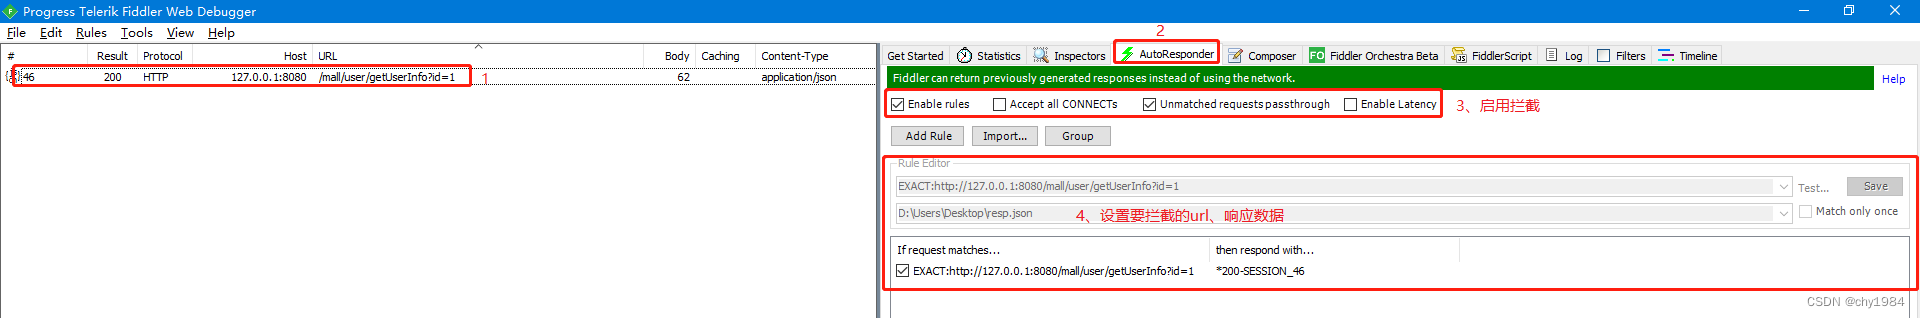 Progress Telerik Fiddler Web Debugger
File Edit Rules Tools View Help
# Result Protocol Host URL Body Caching Content-Type
46 200 HTTP 127.0.0.1:8080 /mall/user/getUserInfo?id=1 62 application/json
1
2
Get Started Statistics Inspectors AutoResponder Composer FO Fiddler Orchestra Beta FiddlerScript Log Filters Timeline
Fiddler can return previously generated responses instead of using the network. Help
Enable rules Accept all CONNECTs Unmatched requests passthrough Enable Latency
3、启用拦截
Add Rule Import... Group
Rule Editor
EXACT:http://127.0.0.1:8080/mall/user/getUserInfo?id=1 Test... Save
D:\Users\Desktop\resp.json Match only once
4、设置要拦截的url、响应数据
If request matches... then respond with...
EXACT:http://127.0.0.1:8080/mall/user/getUserInfo?id=1 *200-SESSION_46
CSDN @chy1984